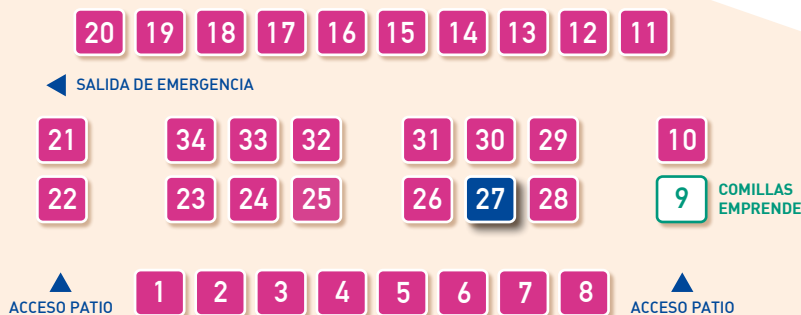 20 19 18 17 16 15 14 13 12 11
SALIDA DE EMERGENCIA
21 34 33 32 31 30 29 10
22 23 24 25 26 27 28 9 COMILLAS
EMPRENDE
1 2 3 4 5 6 7 8
ACCESO PATIO ACCESO PATIO